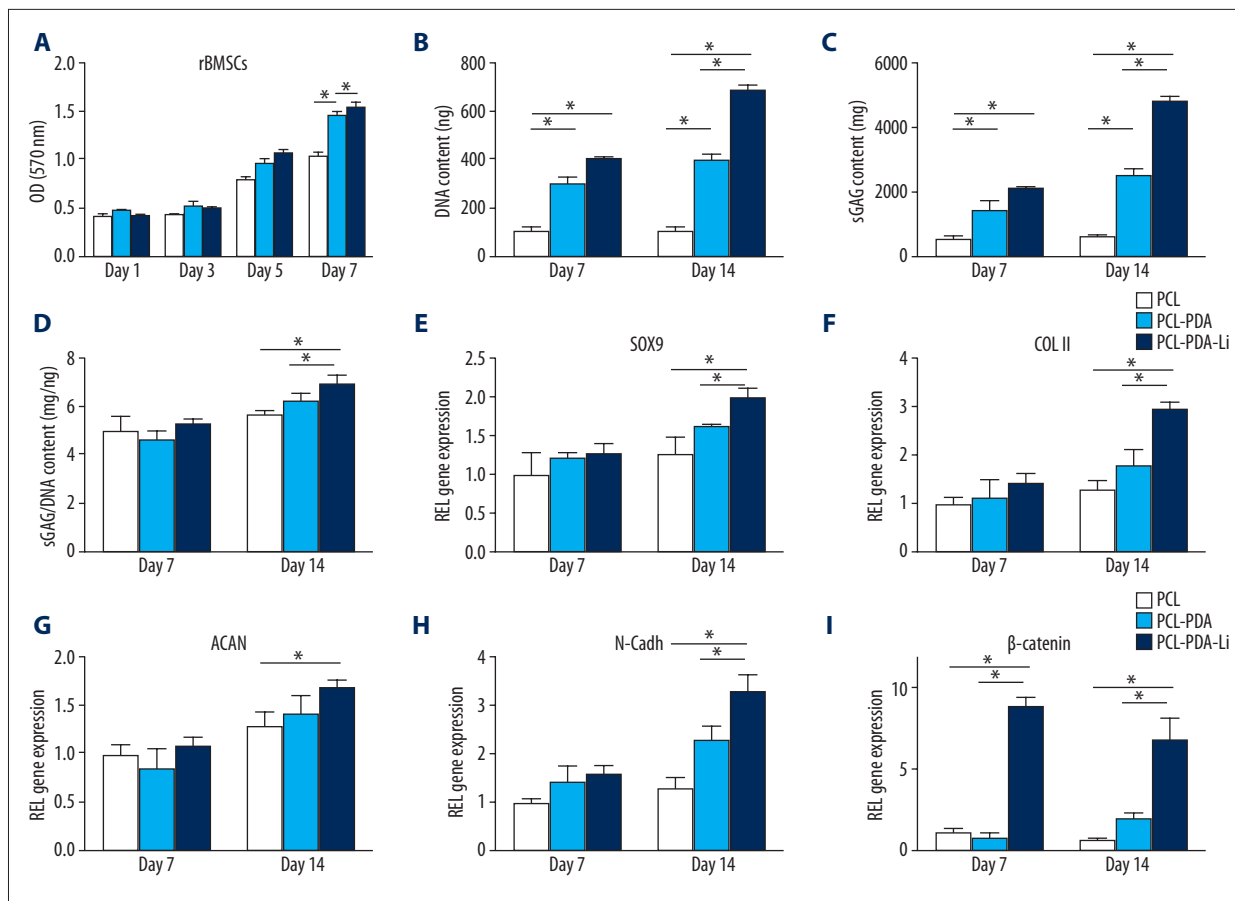 A
rBMSCs
OD (570 nm)
2.0
1.5
1.0
0.5
0.0
* *
Day 1 Day 3 Day 5 Day 7
B
DNA content (ng)
800
600
400
200
0
*
*
*
*
*
Day 7 Day 14
C
sGAG content (mg)
6000
4000
2000
0
*
*
*
*
*
Day 7 Day 14
PCL
PCL-PDA
PCL-PDA-Li
D
sGAG/DNA content (mg/ng)
8
6
4
2
0
*
*
Day 7 Day 14
E
SOX9
REL gene expression
2.5
2.0
1.5
1.0
0.5
0.0
*
*
Day 7 Day 14
F
COL II
REL gene expression
4
3
2
1
0
*
*
Day 7 Day 14
PCL
PCL-PDA
PCL-PDA-Li
G
ACAN
REL gene expression
2.0
1.5
1.0
0.5
0.0
*
Day 7 Day 14
H
N-Cadh
REL gene expression
4
3
2
1
0
*
*
Day 7 Day 14
I
β-catenin
REL gene expression
10
5
0
*
*
*
*
Day 7 Day 14